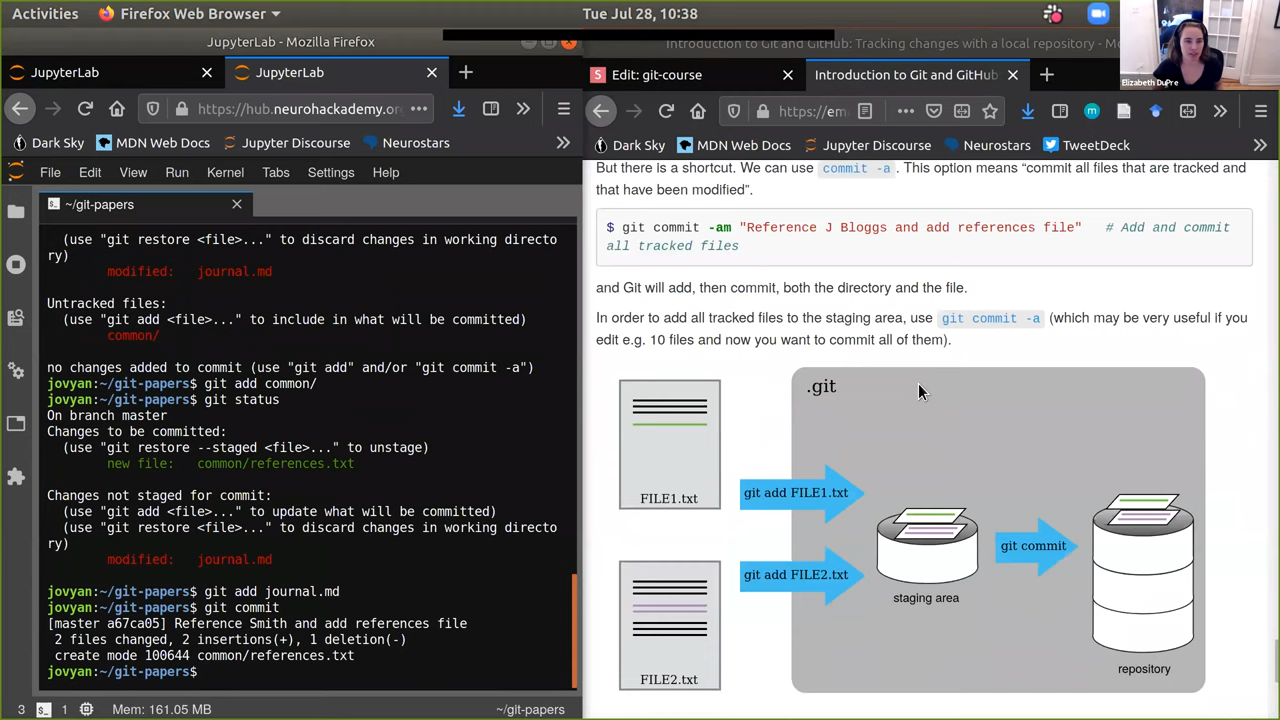 Activities
Firefox Web Browser
Tue Jul 28, 10:38
JupyterLab - Mozilla Firefox
Introduction to Git and GitHub: Tracking changes with a local repository - Mo
Elizabeth DuPre
JupyterLab
JupyterLab
Edit: git-course
Introduction to Git and GitHub
https://hub.neurohackademy.or
https://em
Dark Sky
MDN Web Docs
Jupyter Discourse
Neurostars
Dark Sky
MDN Web Docs
Jupyter Discourse
Neurostars
TweetDeck
File
Edit
View
Run
Kernel
Tabs
Settings
Help
~/git-papers
(use "git restore <file>..." to discard changes in working directo
ry)
modified:   journal.md
Untracked files:
(use "git add <file>..." to include in what will be committed)
common/
no changes added to commit (use "git add" and/or "git commit -a")
jovyan:~/git-papers$ git add common/
jovyan:~/git-papers$ git status
On branch master
Changes to be committed:
(use "git restore --staged <file>..." to unstage)
new file:   common/references.txt
Changes not staged for commit:
(use "git add <file>..." to update what will be committed)
(use "git restore <file>..." to discard changes in working directo
ry)
modified:   journal.md
jovyan:~/git-papers$ git add journal.md
jovyan:~/git-papers$ git commit
[master a67ca05] Reference Smith and add references file
2 files changed, 2 insertions(+), 1 deletion(-)
create mode 100644 common/references.txt
jovyan:~/git-papers$
3
1
Mem: 161.05 MB
~/git-papers
But there is a shortcut. We can use commit -a. This option means “commit all files that are tracked and
that have been modified”.
$ git commit -am "Reference J Bloggs and add references file"   # Add and commit
all tracked files
and Git will add, then commit, both the directory and the file.
In order to add all tracked files to the staging area, use git commit -a (which may be very useful if you
edit e.g. 10 files and now you want to commit all of them).
.git
FILE1.txt
git add FILE1.txt
git commit
git add FILE2.txt
staging area
FILE2.txt
repository